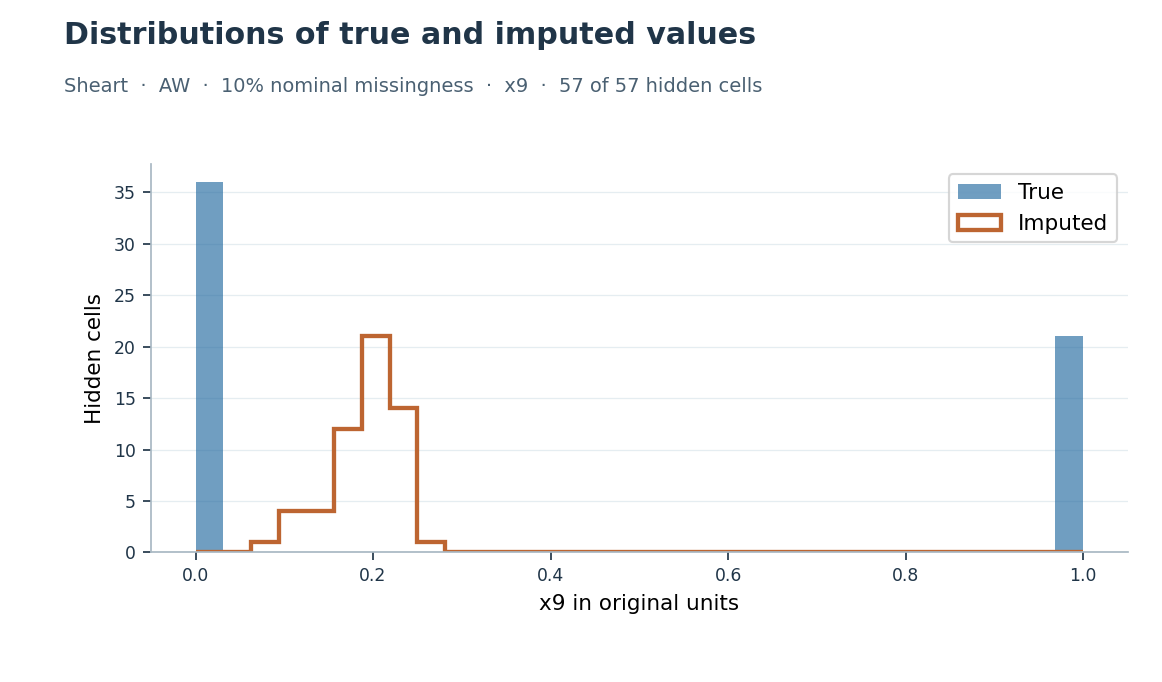 Distributions of true and imputed values
Sheart · AW · 10% nominal missingness · x9 · 57 of 57 hidden cells
True
Imputed
Hidden cells
35
30
25
20
15
10
5
0
0.0 0.2 0.4 0.6 0.8 1.0
x9 in original units